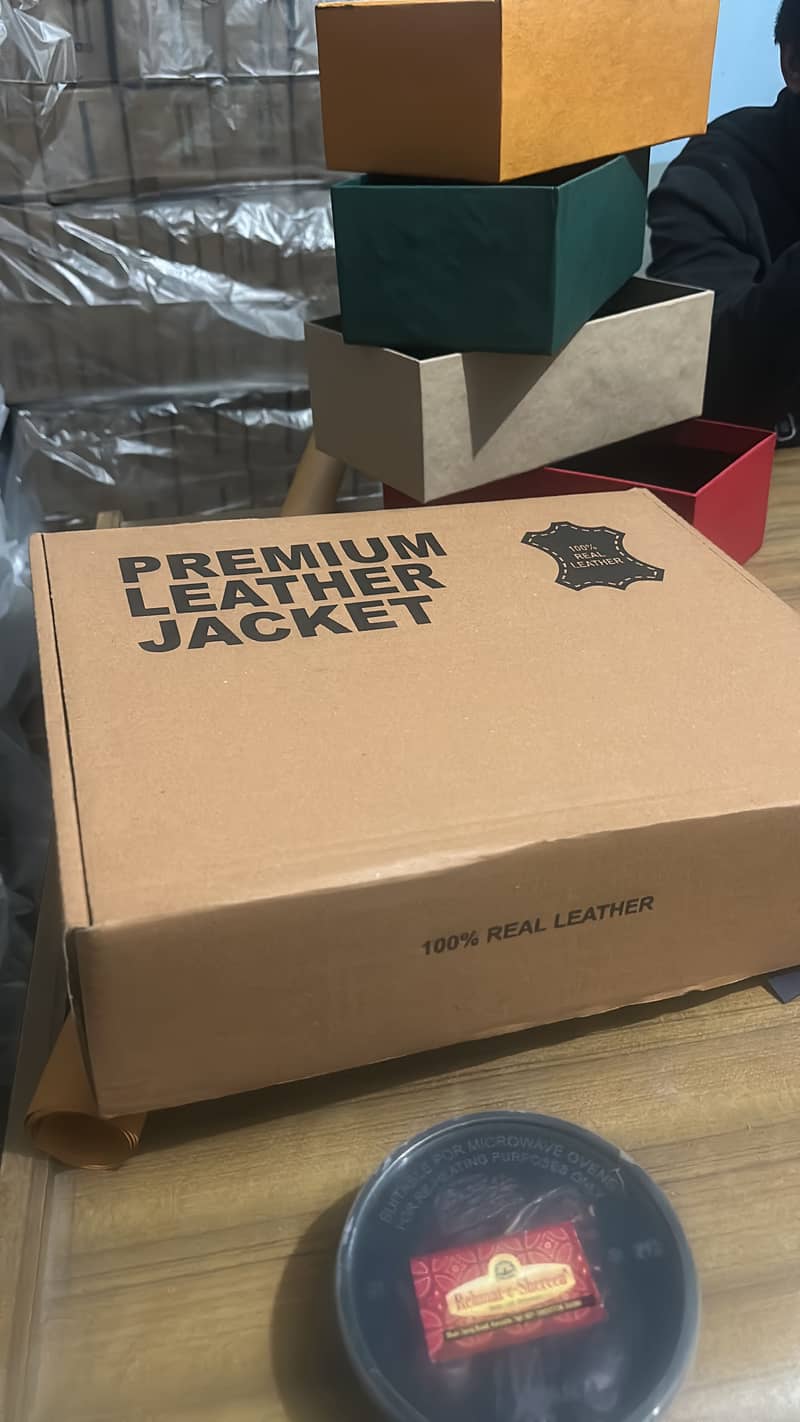 PREMIUM
LEATHER
JACKET
100%
REAL
LEATHER
100% REAL LEATHER
SUITABLE FOR MICROWAVE OVENS
FOR REHEATING PURPOSES ONLY
Rehmat-e-Shereen